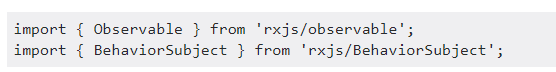 import { Observable } from 'rxjs/observable';
import { BehaviorSubject } from 'rxjs/BehaviorSubject';